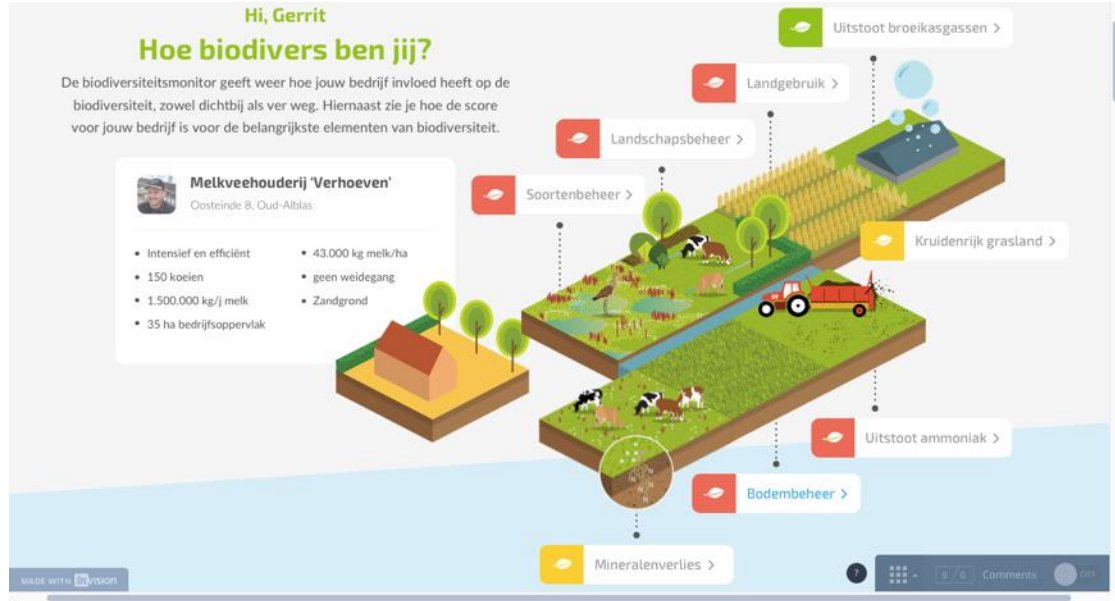 Hi, Gerrit
Hoe biodivers ben jij?
De biodiversiteitsmonitor geeft weer hoe jouw bedrijf invloed heeft op de
biodiversiteit, zowel dichtbij als ver weg. Hiernaast zie je hoe de score
voor jouw bedrijf is voor de belangrijkste elementen van biodiversiteit.
Melkveehouderij ‘Verhoeven’
Oosteinde 8, Oud-Alblas
• Intensief en efficiënt
• 150 koeien
• 1.500.000 kg/j melk
• 35 ha bedrijfsoppervlak
• 43.000 kg melk/ha
• geen weidegang
• Zandgrond
Uitstoot broeikasgassen >
Landgebruik >
Landschapsbeheer >
Soortenbeheer >
Kruidenrijk grasland >
Uitstoot ammoniak >
Bodembeheer >
Mineralenverlies >
MADE WITH invision
? 0 / 0 Comments OFF